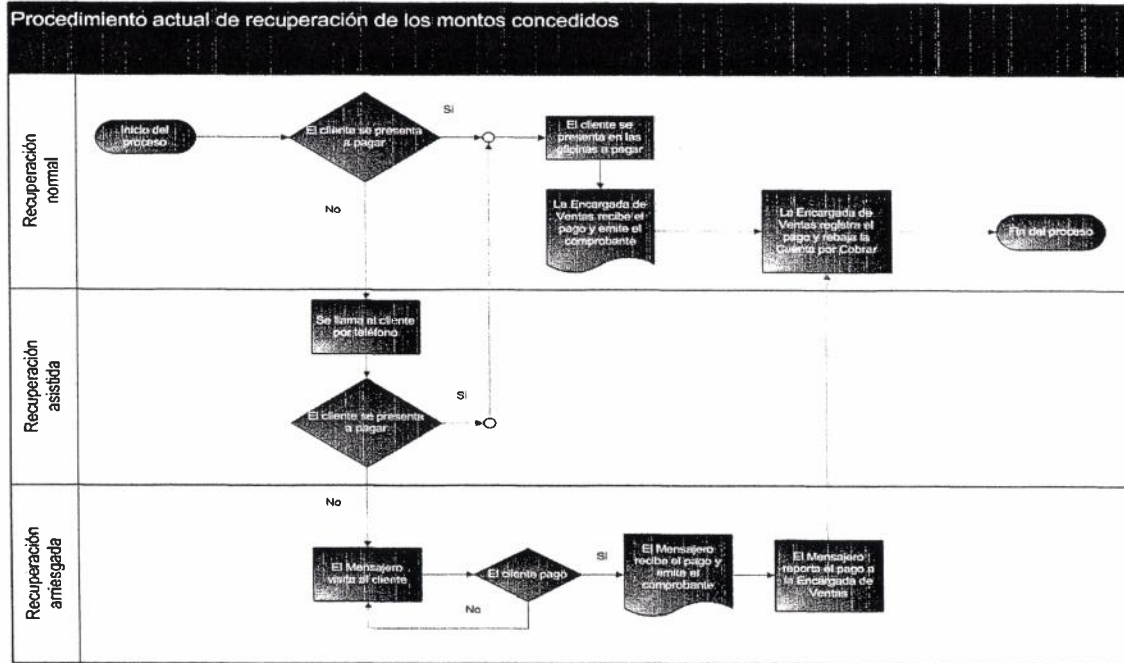 Procedimiento actual de recuperación de los montos concedidos
Recuperación
normal
Inicio del
proceso
El cliente se presenta
a pagar
Si
No
El cliente se
presenta en las
oficinas a pagar
La Encargada de
Ventas recibe el
pago y emite el
comprobante
La Encargada de
Ventas registra el
pago y rebaja la
Cuenta por Cobrar
Fin del proceso
Recuperación
asistida
Se llama al cliente
por teléfono
El cliente se presenta
a pagar
Si
No
Recuperación
arriesgada
El Mensajero
visita al cliente
El cliente pagó
Si
No
El Mensajero
recibe el pago y
emite el
comprobante
El Mensajero
reporta el pago a
la Encargada de
Ventas